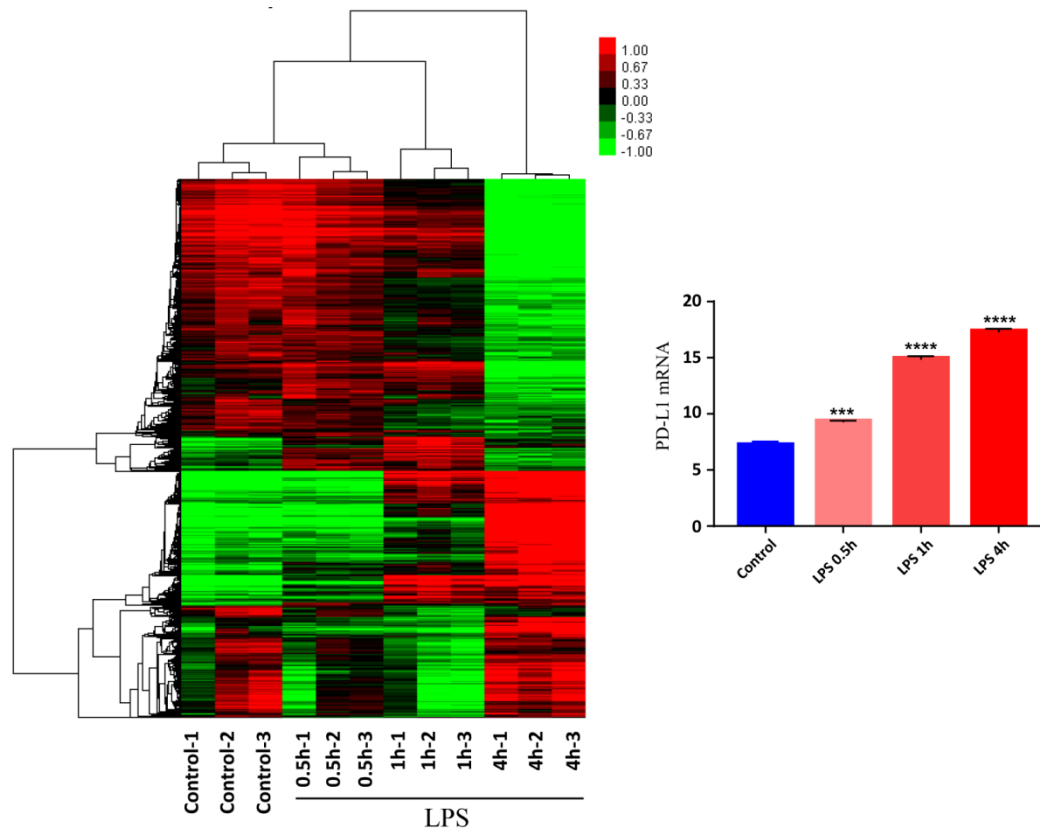 1.00
0.67
0.33
0.00
-0.33
-0.67
-1.00
Control-1
Control-2
Control-3
0.5h-1
0.5h-2
0.5h-3
1h-1
1h-2
1h-3
4h-1
4h-2
4h-3
LPS
PD-L1 mRNA
20
15
10
5
0
***
****
****
Control
LPS 0.5h
LPS 1h
LPS 4h